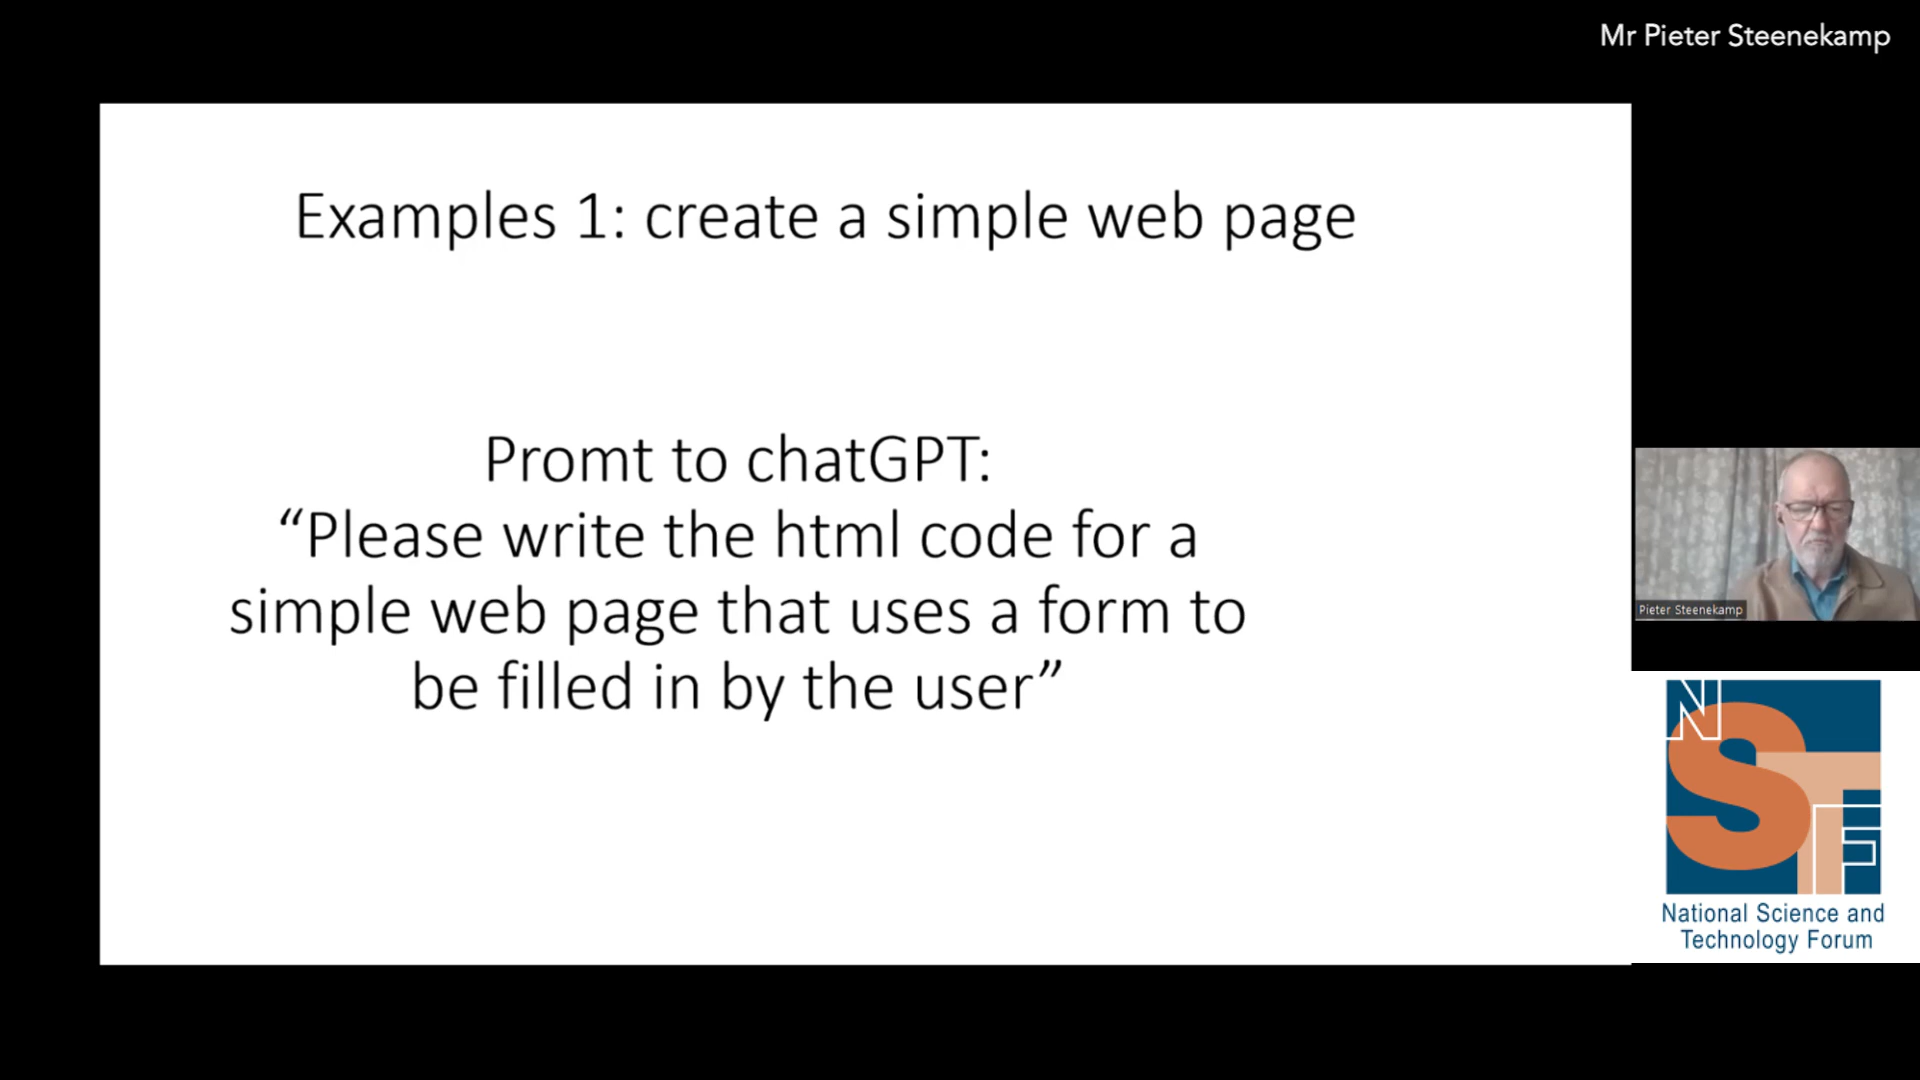 Mr Pieter Steenekamp
Examples 1: create a simple web page
Promt to chatGPT:
“Please write the html code for a
simple web page that uses a form to
be filled in by the user”
Pieter Steenekamp
NSTF
National Science and
Technology Forum